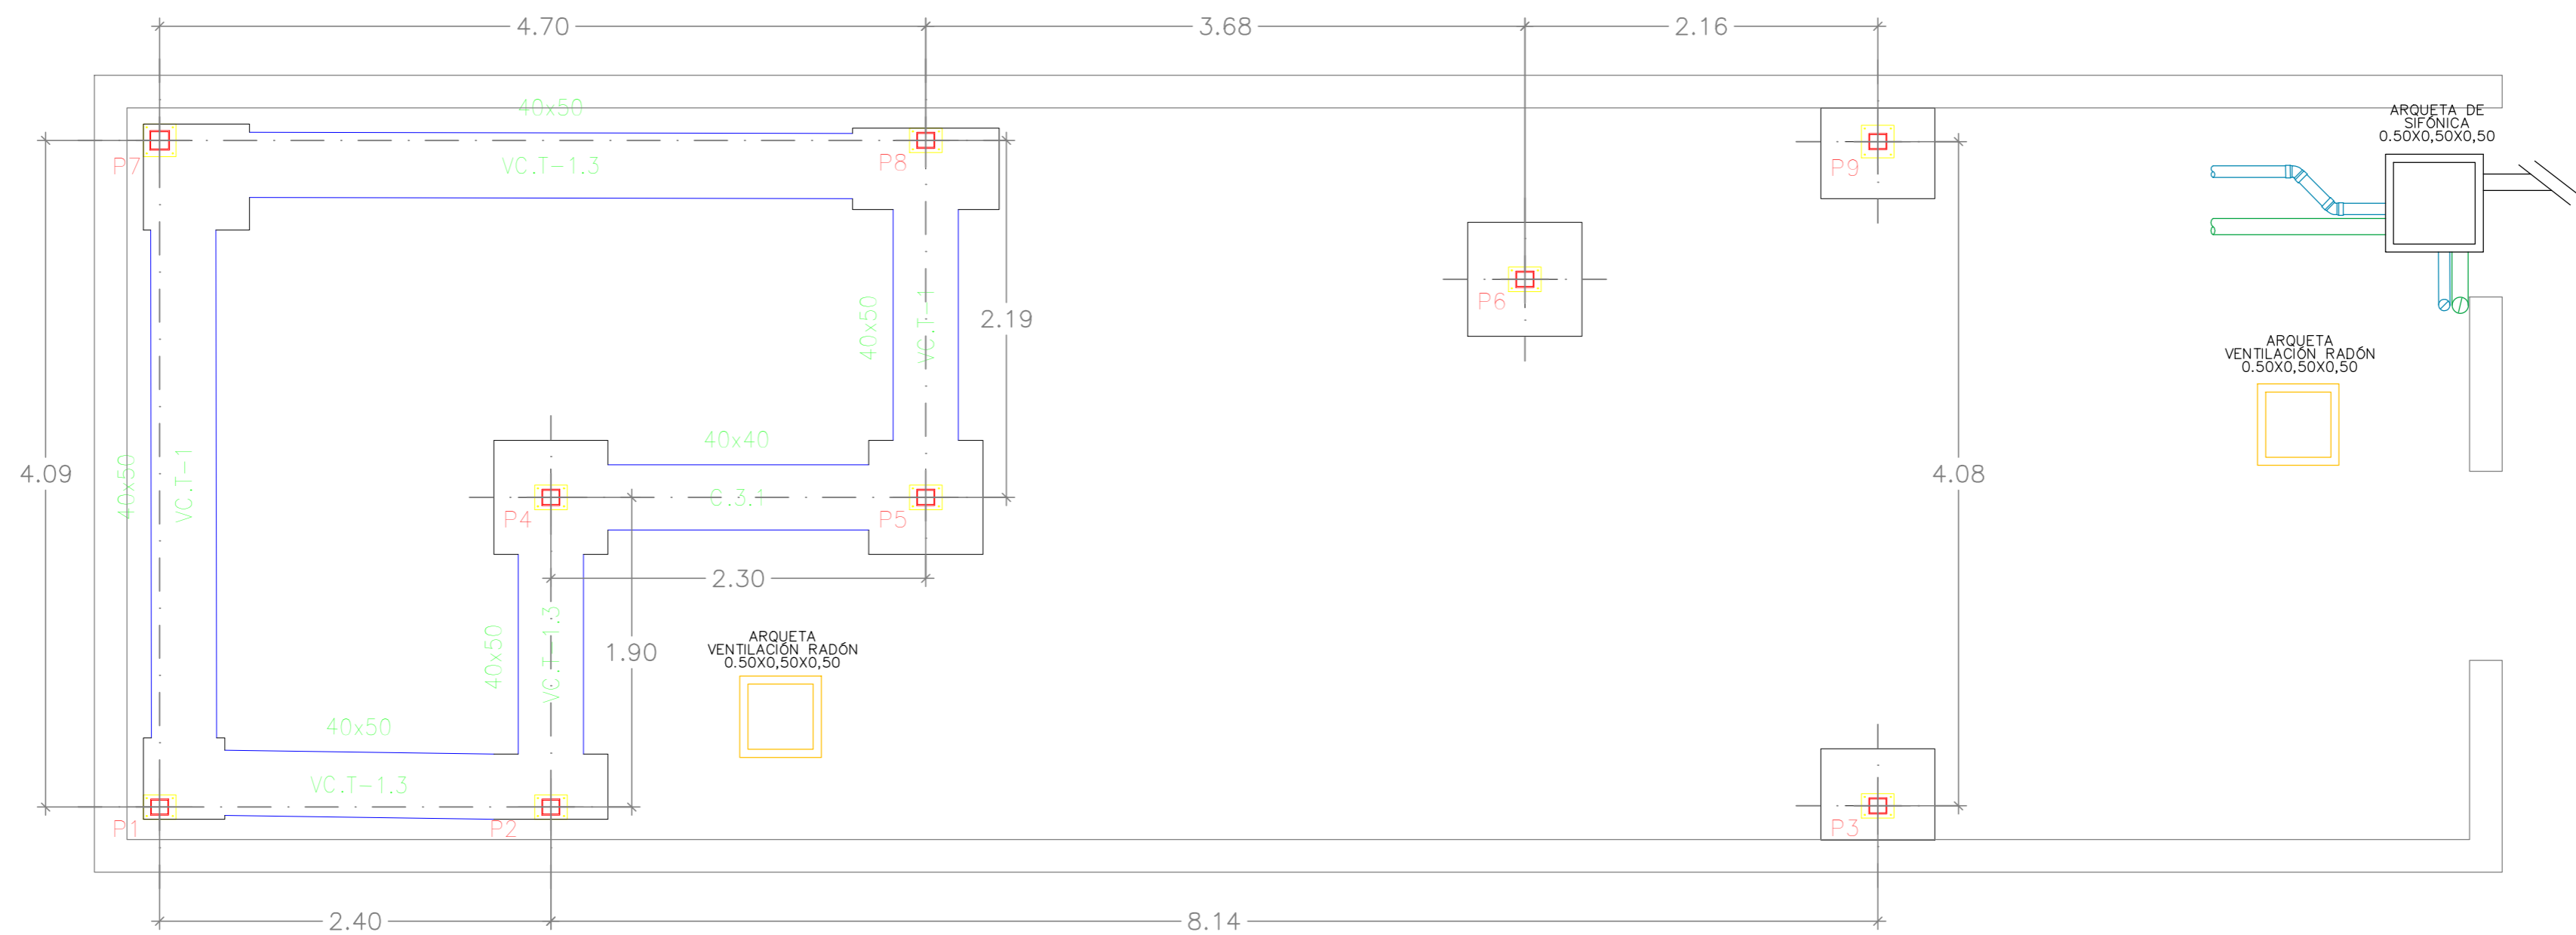 4.70
3.68
2.16
40x50
ARQUETA DE
SIFÓNICA
0.50X0,50X0,50
P7
VC.T-1.3
P8
P9
P6
40x50
VC.T-1
2.19
ARQUETA
VENTILACIÓN RADÓN
0.50X0,50X0,50
40x40
4.09
40x50
VC.T-1
4.08
C.3.1
P4
P5
2.30
40x50
VC.T-1.3
1.90
ARQUETA
VENTILACIÓN RADÓN
0.50X0,50X0,50
40x50
VC.T-1.3
P1
P2
P3
2.40
8.14